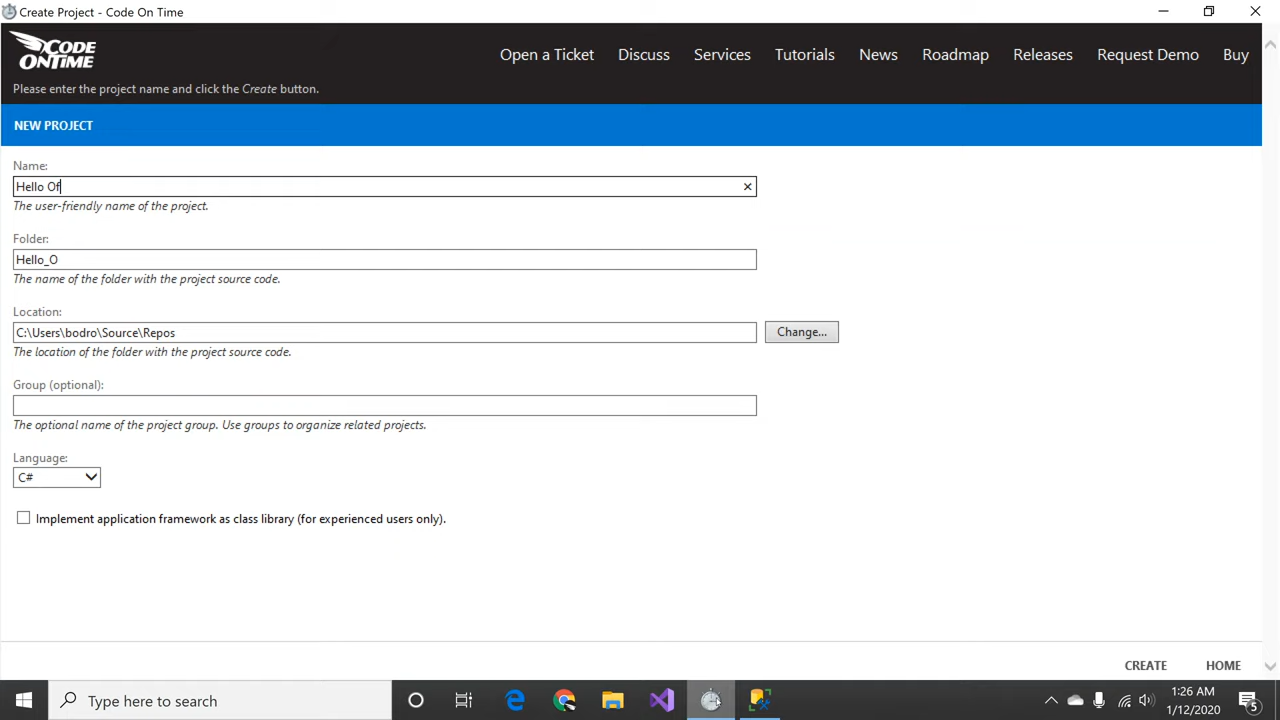 Create Project - Code On Time
CODE
ONTIME
Open a Ticket Discuss Services Tutorials News Roadmap Releases Request Demo Buy
Please enter the project name and click the Create button.
NEW PROJECT
Name:
Hello Of
The user-friendly name of the project.
Folder:
Hello_O
The name of the folder with the project source code.
Location:
C:\Users\bodro\Source\Repos
Change...
The location of the folder with the project source code.
Group (optional):
The optional name of the project group. Use groups to organize related projects.
Language:
C#
Implement application framework as class library (for experienced users only).
CREATE HOME
Type here to search
1:26 AM
1/12/2020
5